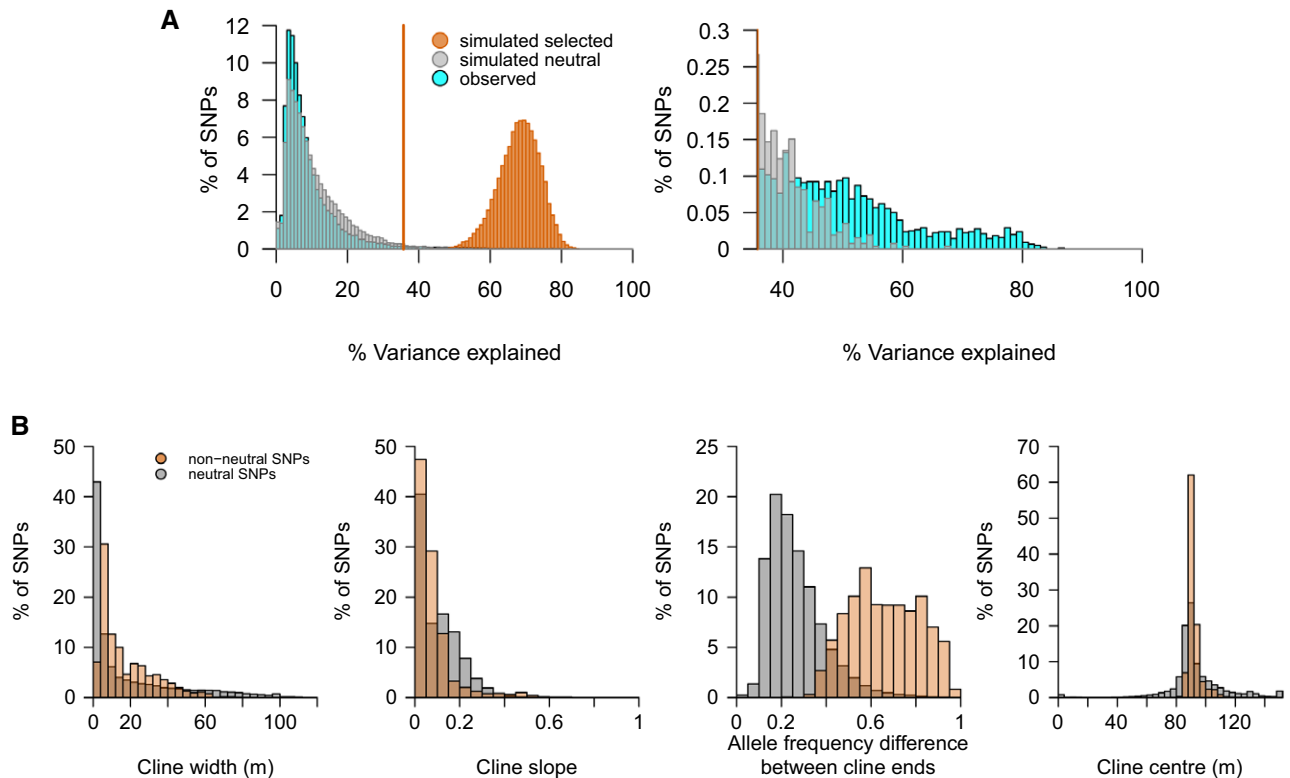 A
% of SNPs
12
10
8
6
4
2
0
0 20 40 60 80 100
% Variance explained
simulated selected
simulated neutral
observed
% of SNPs
0.3
0.25
0.2
0.15
0.1
0.05
0
40 60 80 100
% Variance explained
B
% of SNPs
50
40
30
20
10
0
0 20 60 100
Cline width (m)
non−neutral SNPs
neutral SNPs
% of SNPs
50
40
30
20
10
0
0 0.2 0.6 1
Cline slope
% of SNPs
25
20
15
10
5
0
0 0.2 0.6 1
Allele frequency difference
between cline ends
% of SNPs
70
60
50
40
30
20
10
0
0 40 80 120
Cline centre (m)